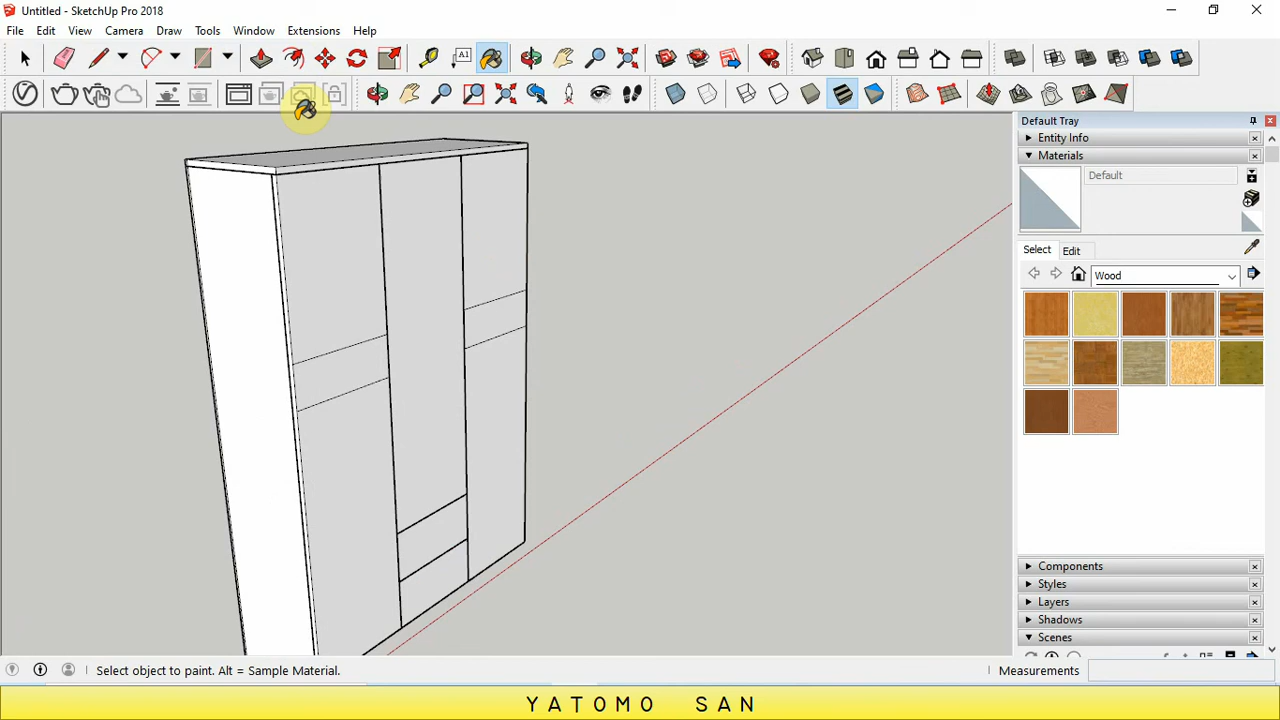 Untitled - SketchUp Pro 2018
File Edit View Camera Draw Tools Window Extensions Help
A1
Default Tray
Entity Info
Materials
Default
Select Edit
Wood
Components
Styles
Layers
Shadows
Scenes
Select object to paint. Alt = Sample Material.
Measurements
YATOMO SAN